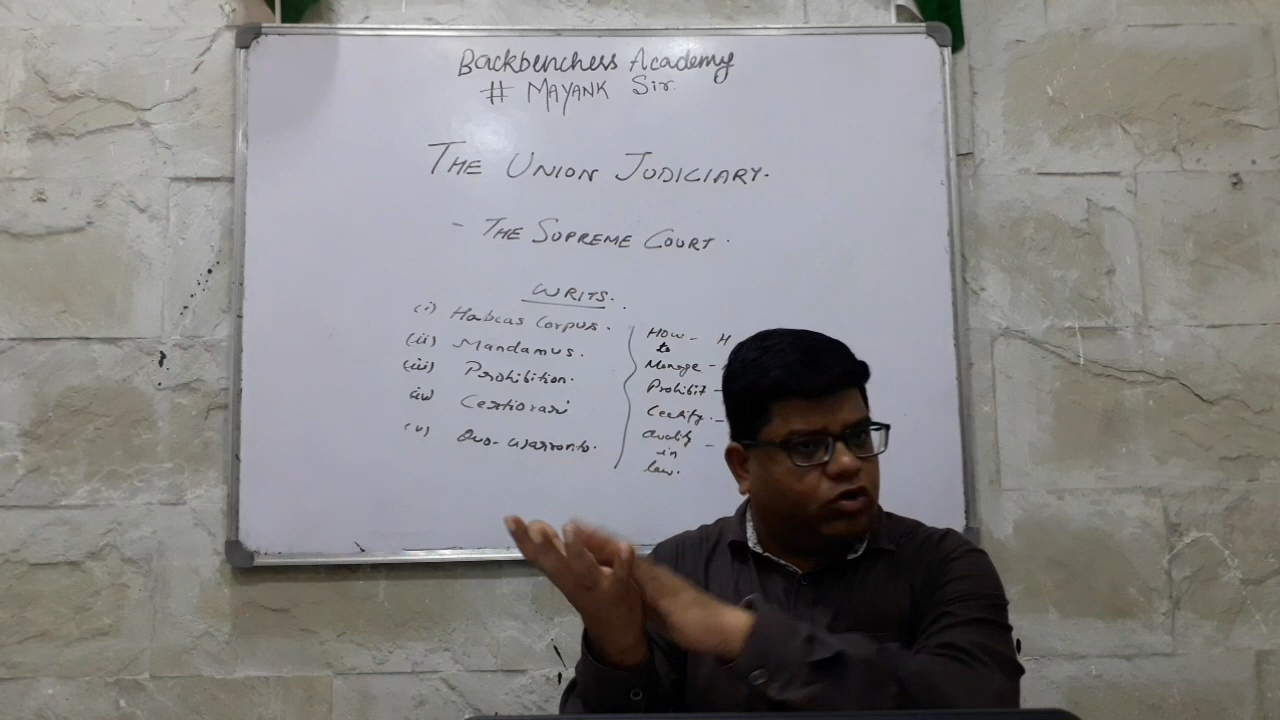 Backbenchess Academy
# MAYANK Sir.
THE UNION JUDICIARY.
- THE SUPREME COURT.
WRITS.
(i) Habeas Corpus.
(ii) Mandamus.
(iii) Prohibition.
(iv) Certiorari
(v) Quo-warranto.
How - H
to
Manage -
Prohibit -
Certify. -
Quality -
in
law.